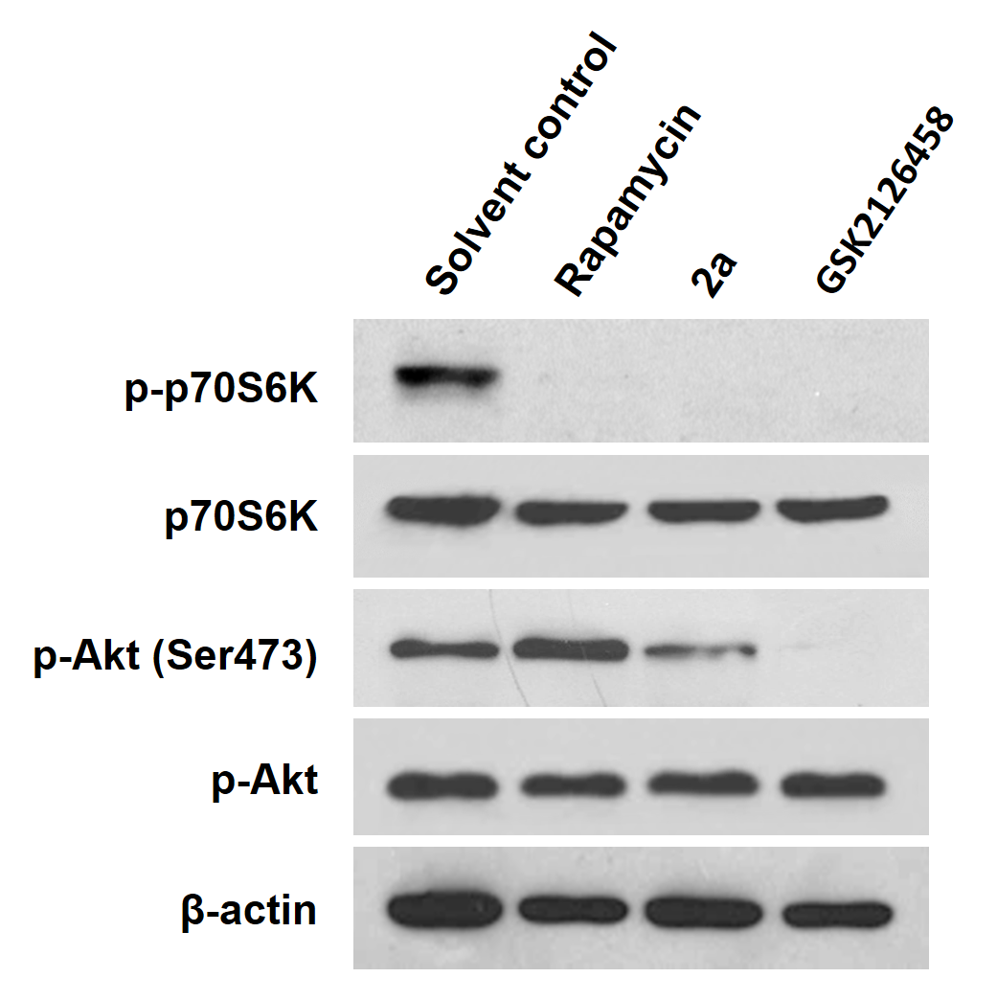 Solvent control
Rapamycin
2a
GSK2126458
p-p70S6K
p70S6K
p-Akt (Ser473)
p-Akt
β-actin